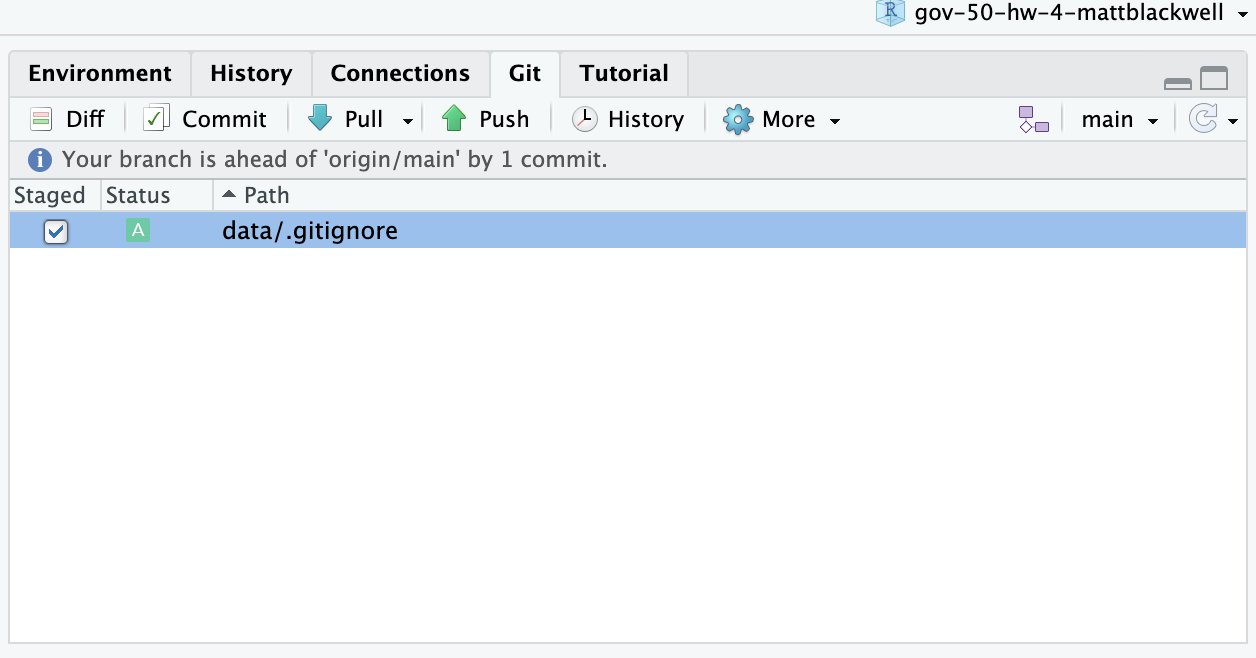 gov-50-hw-4-mattblackwell
Environment History Connections Git Tutorial
Diff Commit Pull Push History More main
Your branch is ahead of 'origin/main' by 1 commit.
Staged Status Path
A data/.gitignore